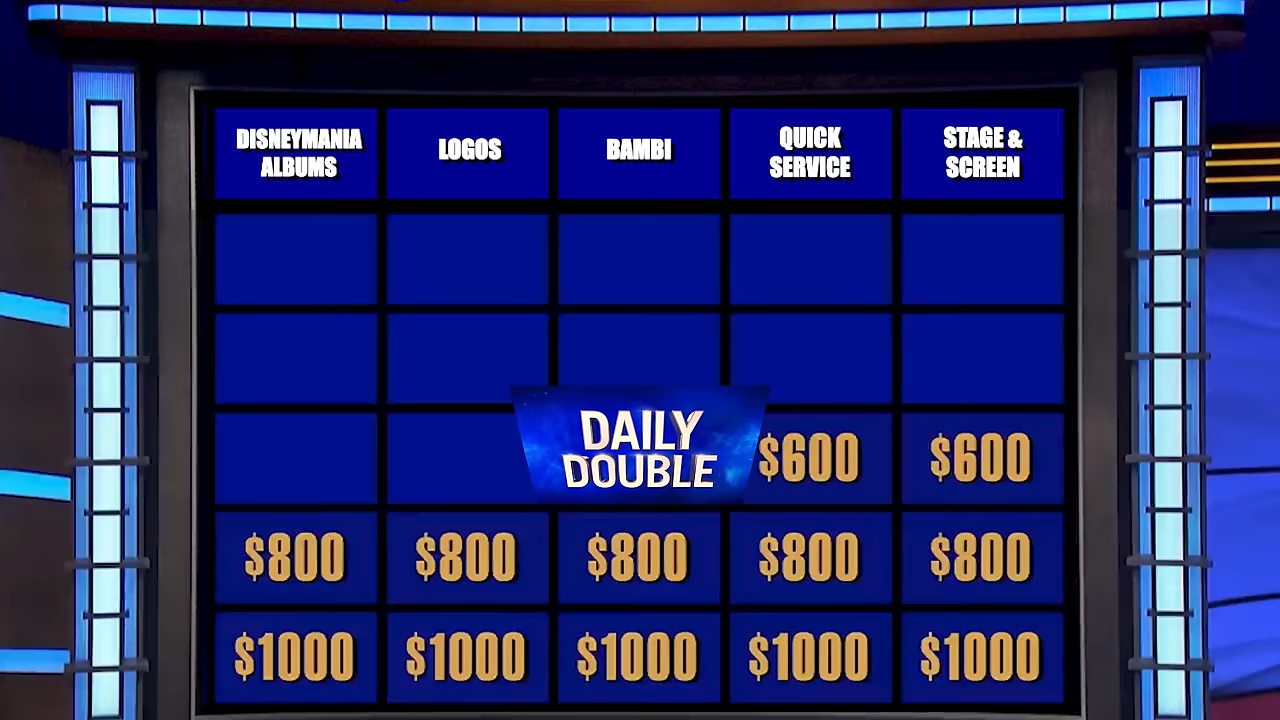 DISNEYMANIA
ALBUMS
LOGOS
BAMBI
QUICK
SERVICE
STAGE &
SCREEN
DAILY
DOUBLE
$600
$600
$800
$800
$800
$800
$800
$1000
$1000
$1000
$1000
$1000